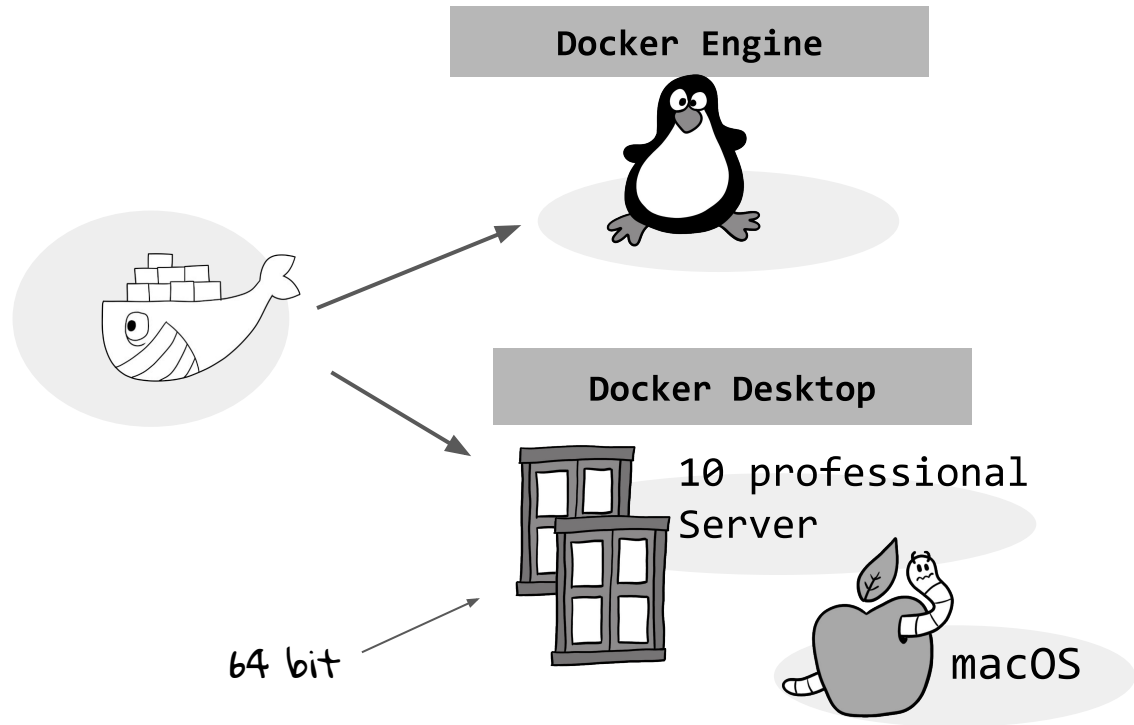 Docker Engine
Docker Desktop
10 professional
Server
64 bit
macOS